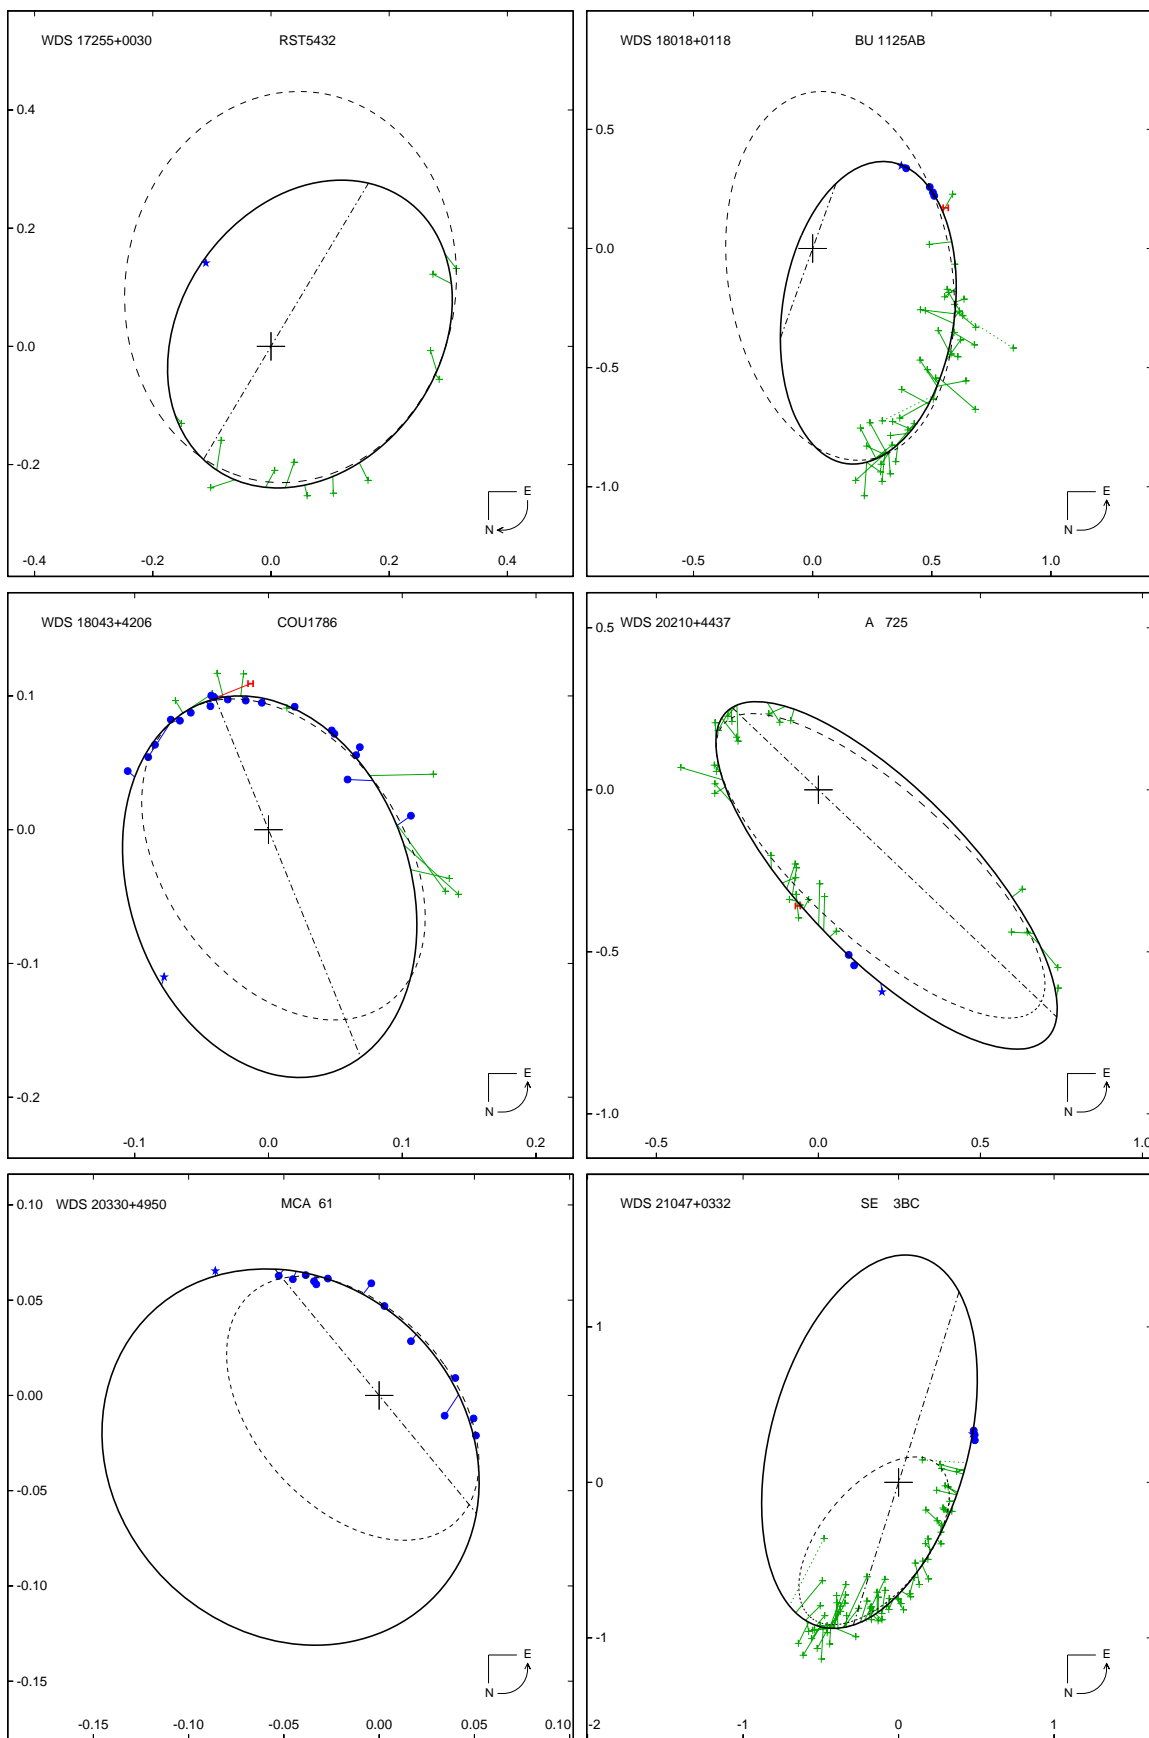 WDS 17255+0030 RST5432
0.4
0.2
0.0
-0.2
E
N
-0.4 -0.2 0.0 0.2 0.4
WDS 18018+0118 BU 1125AB
0.5
0.0
-0.5
-1.0
E
N
-0.5 0.0 0.5 1.0
WDS 18043+4206 COU1786
0.1
0.0
-0.1
-0.2
E
N
-0.1 0.0 0.1 0.2
WDS 20210+4437 A 725
0.5
0.0
-0.5
-1.0
E
N
-0.5 0.0 0.5 1.0
WDS 20330+4950 MCA 61
0.10
0.05
0.00
-0.05
-0.10
-0.15
E
N
-0.15 -0.10 -0.05 0.00 0.05 0.10
WDS 21047+0332 SE 3BC
1
0
-1
E
N
-2 -1 0 1